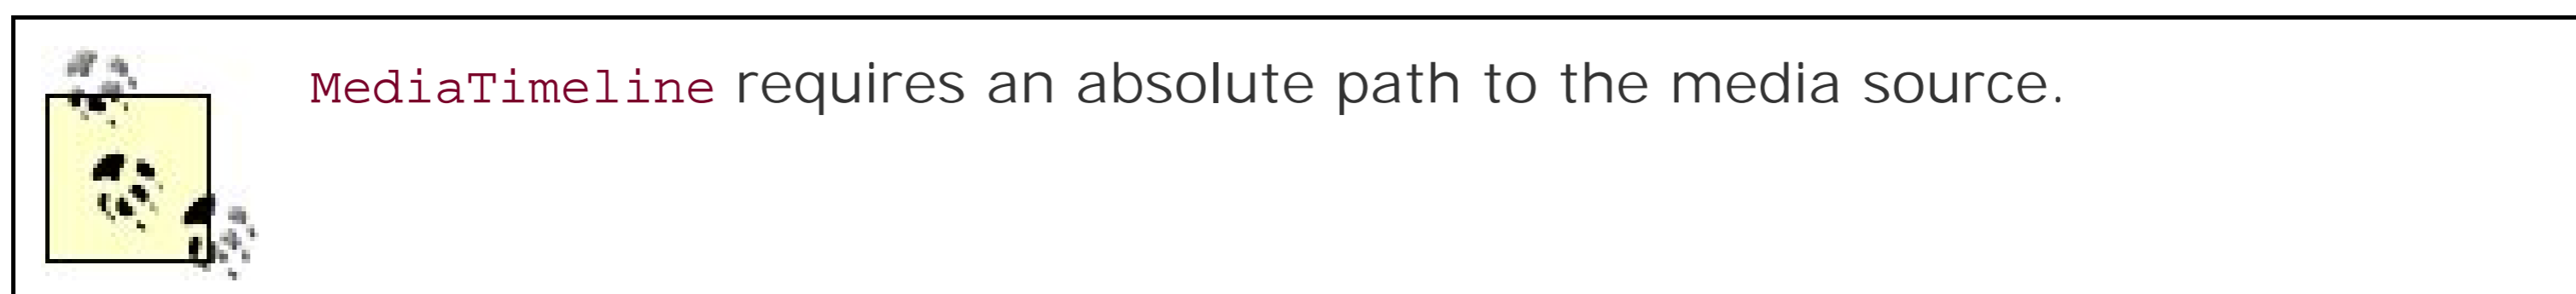 MediaTimeline requires an absolute path to the media source.